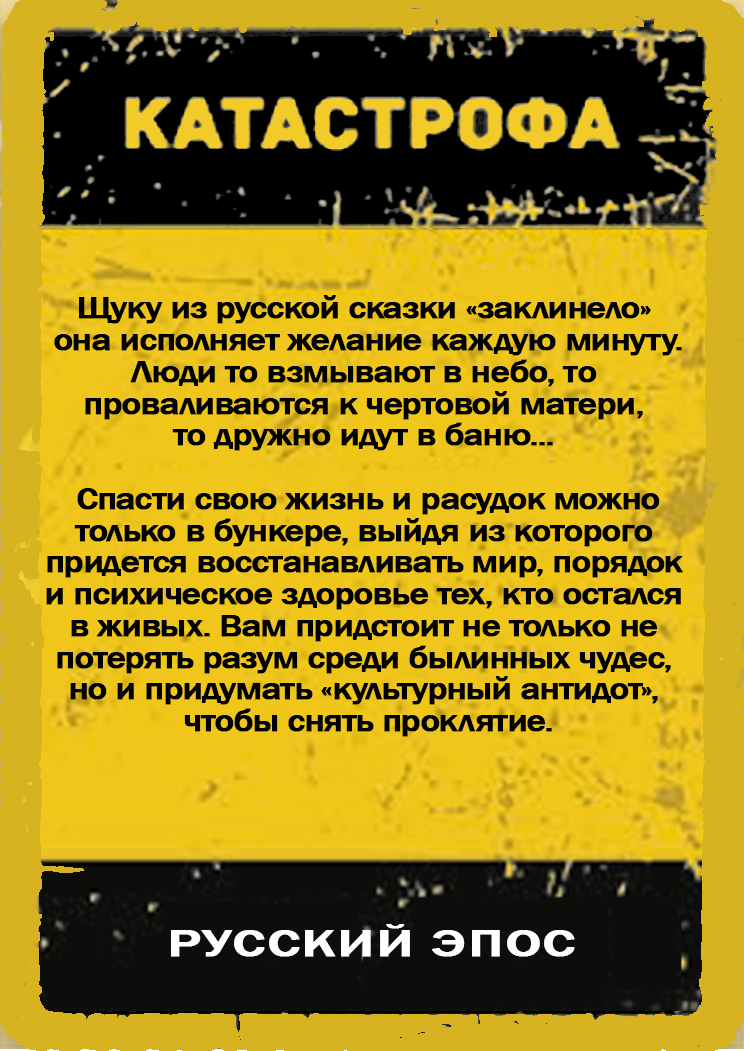 КАТАСТРОФА
Щуку из русской сказки «заклинело»
она исполняет желание каждую минуту.
Люди то взмывают в небо, то
проваливаются к чертовой матери,
то дружно идут в баню...
Спасти свою жизнь и расудок можно
только в бункере, выйдя из которого
придется восстанавливать мир, порядок
и психическое здоровье тех, кто остался
в живых. Вам придстоит не только не
потерять разум среди былинных чудес,
но и придумать «культурный антидот»,
чтобы снять проклятие.
РУССКИЙ ЭПОС